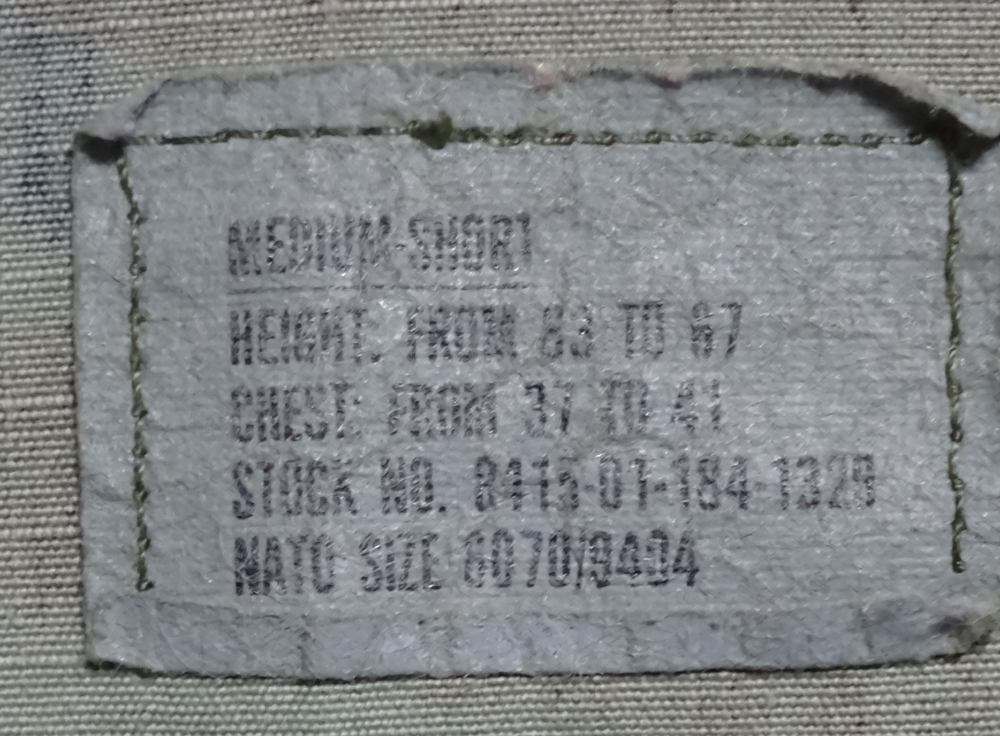 MEDIUM-SHORT
HEIGHT: FROM 63 TO 67
CHEST: FROM 37 TO 41
STOCK NO. 8415-01-184-1328
NATO SIZE 6070/9404